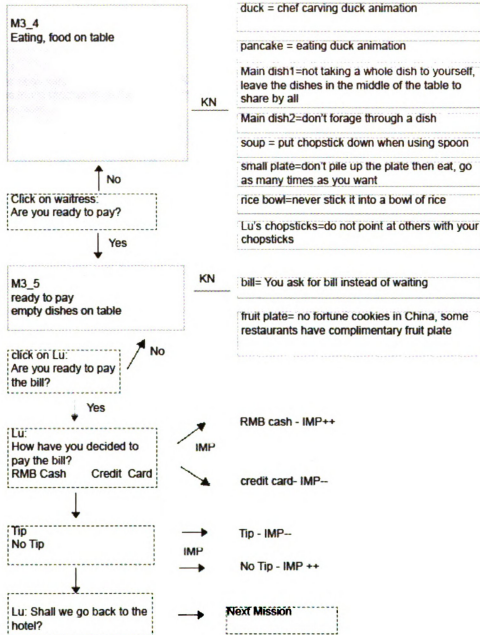 M3_4
Eating, food on table
KN
duck = chef carving duck animation
pancake = eating duck animation
Main dish1=not taking a whole dish to yourself,
leave the dishes in the middle of the table to
share by all
Main dish2=don't forage through a dish
soup = put chopstick down when using spoon
small plate=don't pile up the plate then eat, go
as many times as you want
rice bowl=never stick it into a bowl of rice
Lu's chopsticks=do not point at others with your
chopsticks
No
Click on waitress:
Are you ready to pay?
Yes
M3_5
ready to pay
empty dishes on table
KN
bill= You ask for bill instead of waiting
fruit plate= no fortune cookies in China, some
restaurants have complimentary fruit plate
No
click on Lu:
Are you ready to pay
the bill?
Yes
Lu:
How have you decided to
pay the bill?
RMB Cash Credit Card
IMP
RMB cash - IMP++
credit card- IMP--
Tip
No Tip
IMP
Tip - IMP--
No Tip - IMP ++
Lu: Shall we go back to the
hotel?
Next Mission